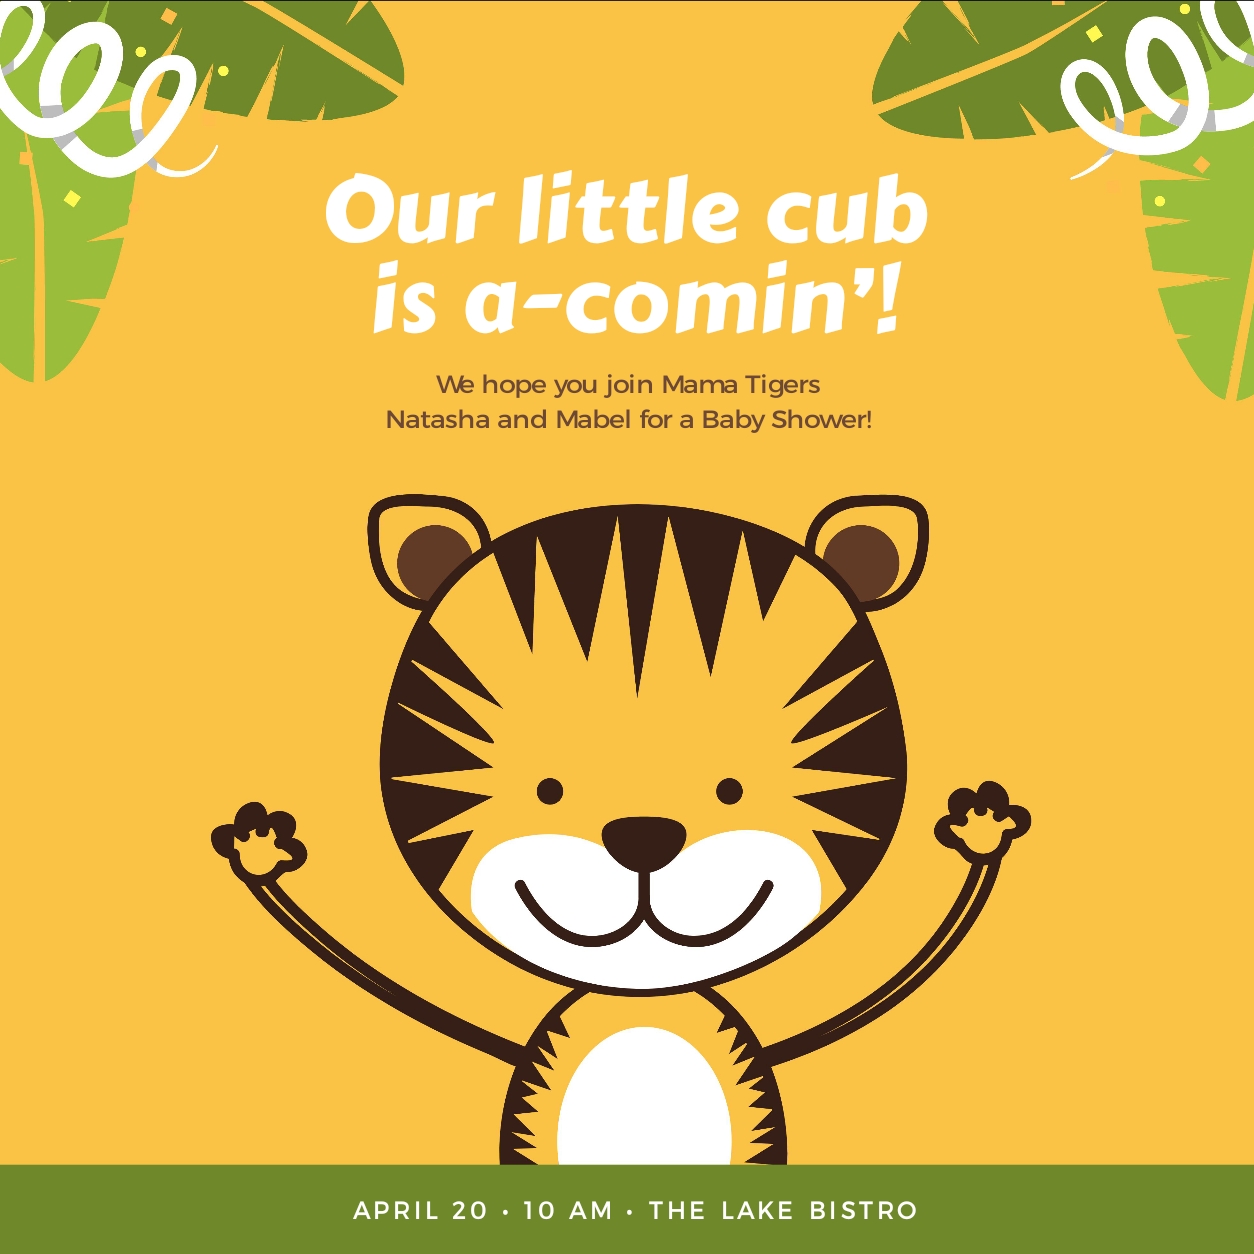 Our little cub
is a-comin’!
We hope you join Mama Tigers
Natasha and Mabel for a Baby Shower!
APRIL 20 • 10 AM • THE LAKE BISTRO